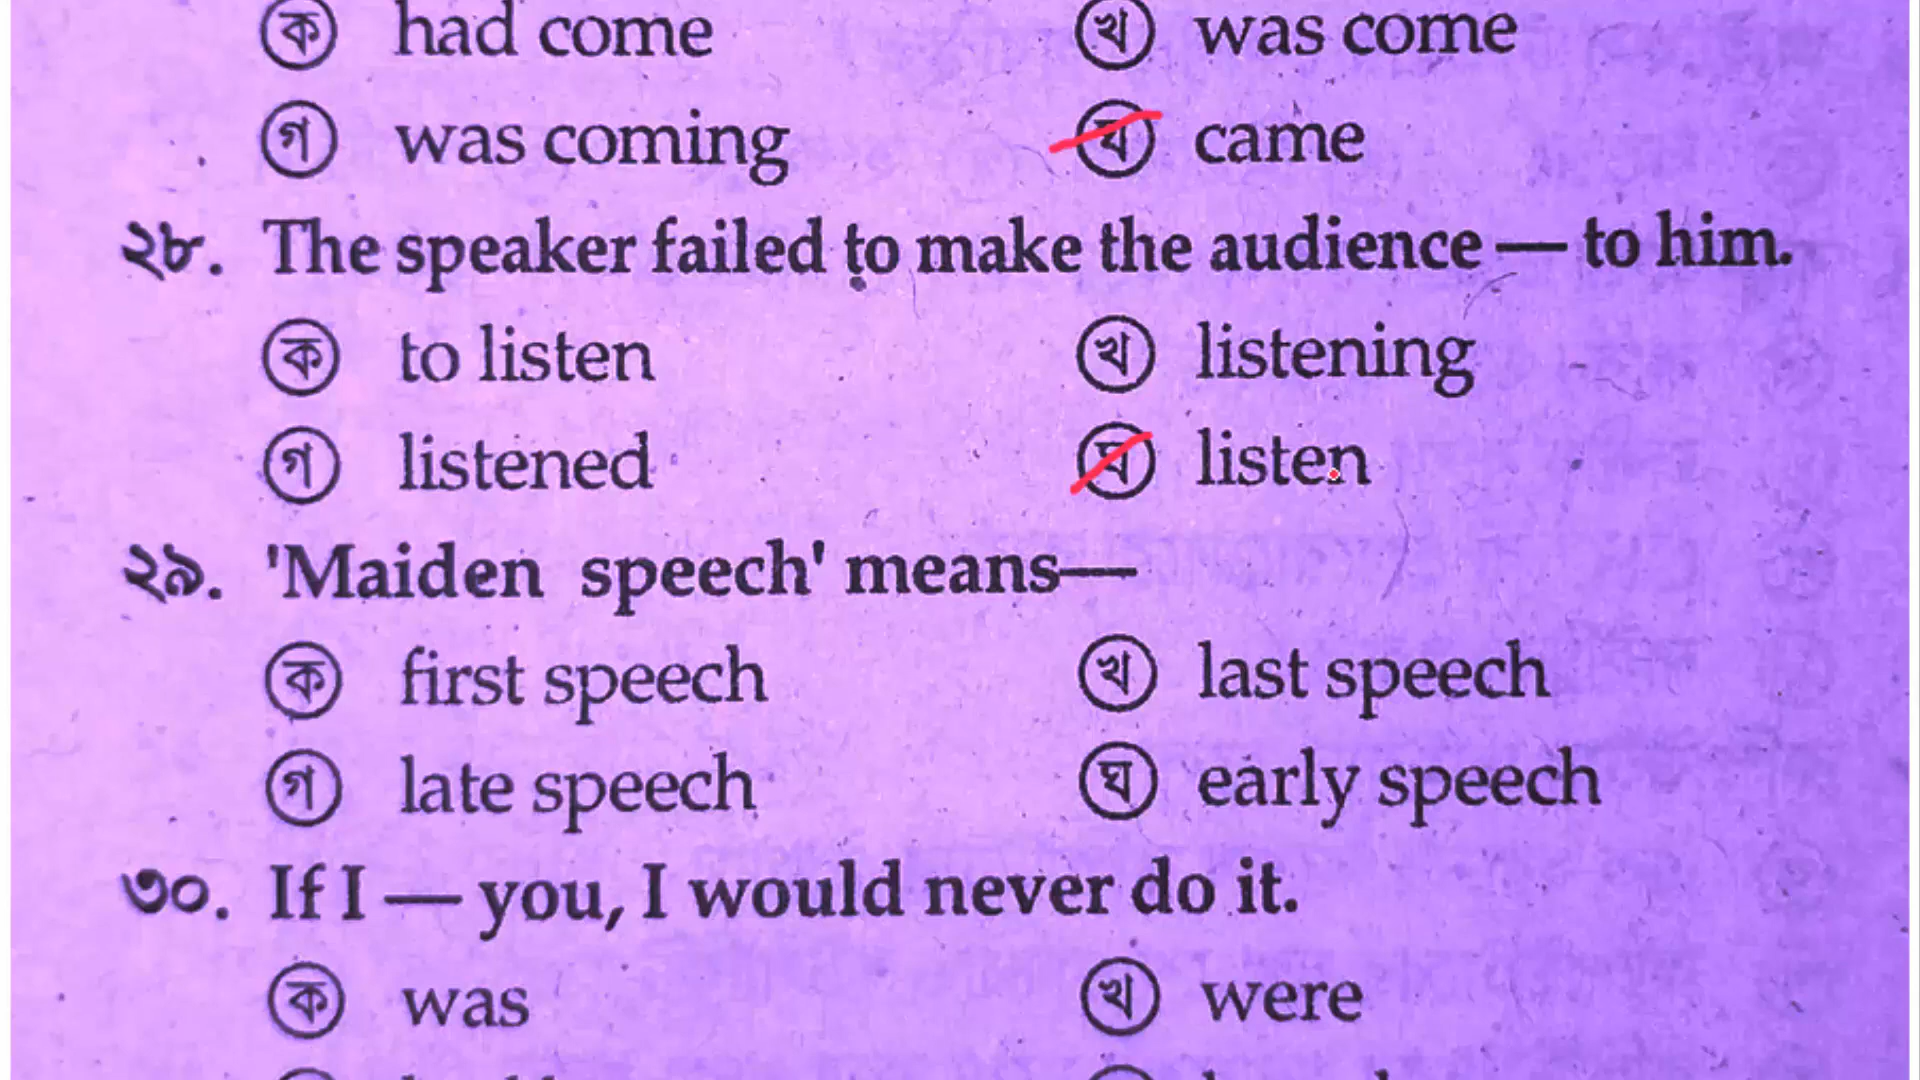 ক had come খ was come
গ was coming ঘ came
২৮. The speaker failed to make the audience — to him.
ক to listen খ listening
গ listened ঘ listen
২৯. 'Maiden speech' means—
ক first speech খ last speech
গ late speech ঘ early speech
৩০. If I — you, I would never do it.
ক was খ were